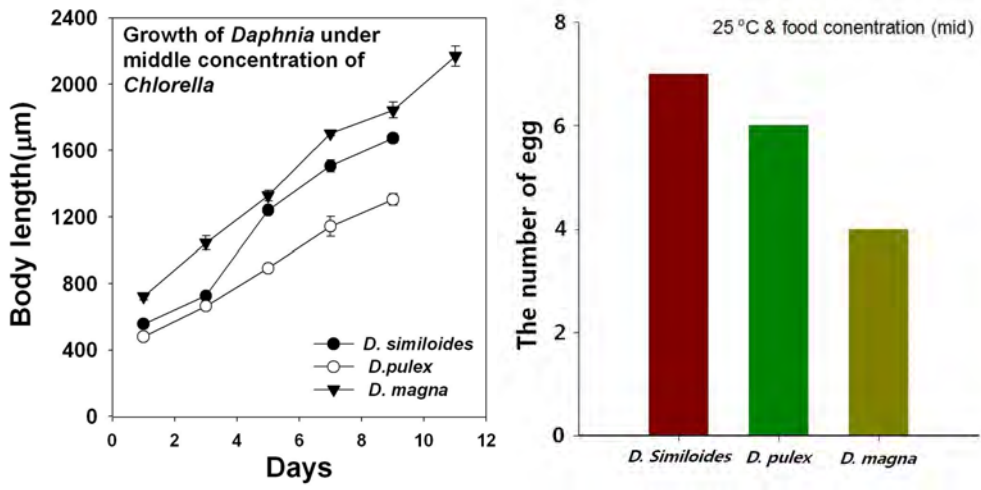 Growth of Daphnia under
middle concentration of
Chlorella
Body length(μm)
2400
2000
1600
1200
800
400
0
0 2 4 6 8 10 12
Days
D. similoides
D.pulex
D. magna
25 °C & food conentration (mid)
The number of egg
8
6
4
2
0
D. Similoides D. pulex D. magna